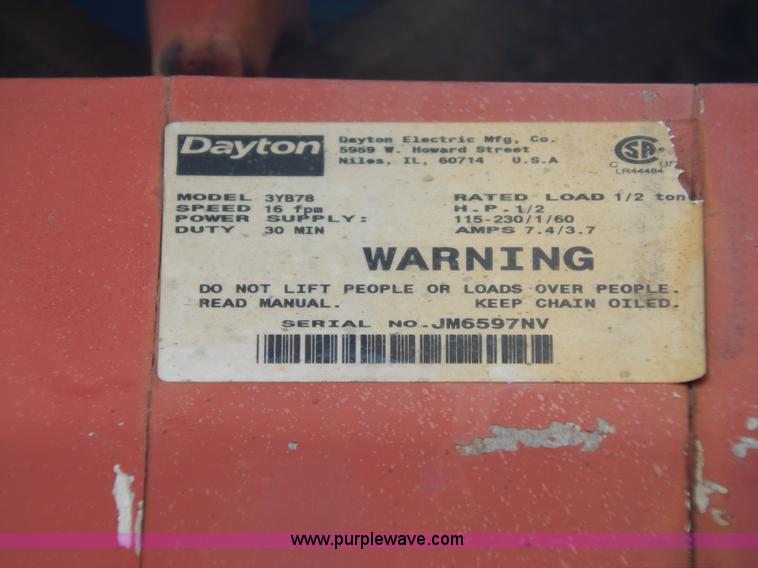 Dayton
Dayton Electric Mfg. Co.
5959 W. Howard Street
Niles, IL, 60714 U.S.A
C US
LR44484
MODEL 3YB78 RATED LOAD 1/2 ton
SPEED 16 fpm H.P. 1/2
POWER SUPPLY: 115-230/1/60
DUTY 30 MIN AMPS 7.4/3.7
WARNING
DO NOT LIFT PEOPLE OR LOADS OVER PEOPLE.
READ MANUAL. KEEP CHAIN OILED.
SERIAL NO. JM6597NV
www.purplewave.com